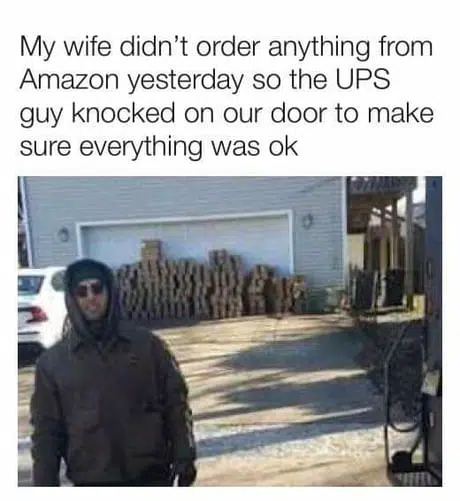 My wife didn’t order anything from
Amazon yesterday so the UPS
guy knocked on our door to make
sure everything was ok